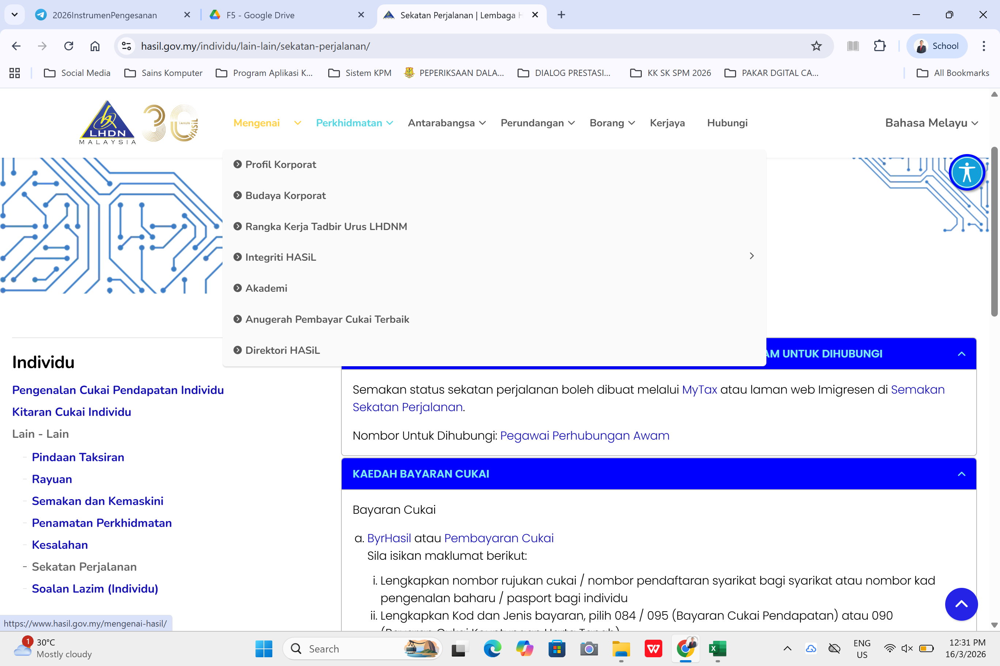 2026InstrumenPengesanan
F5 - Google Drive
Sekatan Perjalanan | Lembaga H
hasil.gov.my/individu/lain-lain/sekatan-perjalanan/
School
Social Media
Sains Komputer
Program Aplikasi K...
Sistem KPM
PEPERIKSAAN DALA...
DIALOG PRESTASI...
KK SK SPM 2026
PAKAR DGITAL CA...
All Bookmarks
LHDN
MALAYSIA
30
TAHUN
HASiL
Mengenai
Perkhidmatan
Antarabangsa
Perundangan
Borang
Kerjaya
Hubungi
Bahasa Melayu
Profil Korporat
Budaya Korporat
Rangka Kerja Tadbir Urus LHDNM
Integriti HASiL
Akademi
Anugerah Pembayar Cukai Terbaik
Direktori HASiL
Individu
Pengenalan Cukai Pendapatan Individu
Kitaran Cukai Individu
Lain - Lain
- Pindaan Taksiran
- Rayuan
- Semakan dan Kemaskini
- Penamatan Perkhidmatan
- Kesalahan
- Sekatan Perjalanan
- Soalan Lazim (Individu)
AM UNTUK DIHUBUNGI
Semakan status sekatan perjalanan boleh dibuat melalui MyTax atau laman web Imigresen di Semakan
Sekatan Perjalanan.
Nombor Untuk Dihubungi: Pegawai Perhubungan Awam
KAEDAH BAYARAN CUKAI
Bayaran Cukai
a. ByrHasil atau Pembayaran Cukai
Sila isikan maklumat berikut:
i. Lengkapkan nombor rujukan cukai / nombor pendaftaran syarikat bagi syarikat atau nombor kad
pengenalan baharu / pasport bagi individu
ii. Lengkapkan Kod dan Jenis bayaran, pilih 084 / 095 (Bayaran Cukai Pendapatan) atau 090
(Bayaran Cukai Keuntungan Harta Tanah)
https://www.hasil.gov.my/mengenai-hasil/
1
30°C
Mostly cloudy
Search
ENG
US
12:31 PM
16/3/2026